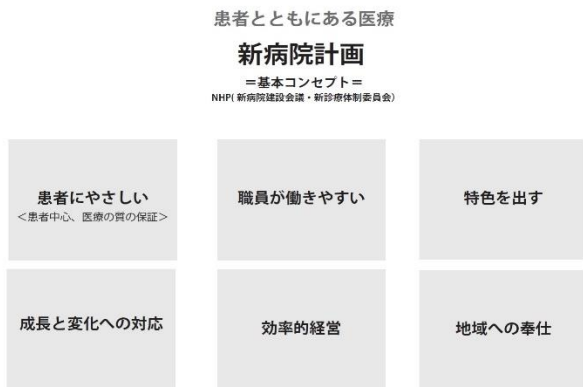 患者とともにある医療
新病院計画
＝基本コンセプト＝
NHP( 新病院建設会議・新診療体制委員会）
患者にやさしい
＜患者中心、医療の質の保証＞
職員が働きやすい
特色を出す
成長と変化への対応
効率的経営
地域への奉仕